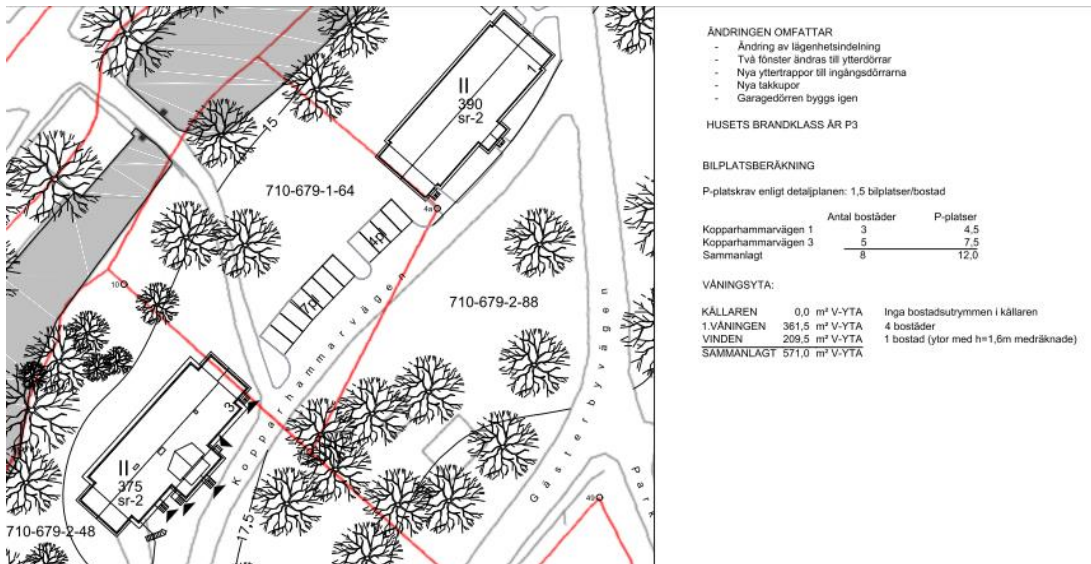 II
390
sr-2
1
15
710-679-1-64
4a
4pl
10
7pl
710-679-2-88
Kopparhammarvägen
Gästerbyvägen
Park
3
II
375
sr-2
710-679-2-48
17,5
49
ÄNDRINGEN OMFATTAR
- Ändring av lägenhetsindelning
- Två fönster ändras till ytterdörrar
- Nya yttertrappor till ingångsdörrarna
- Nya takkupor
- Garagedörren byggs igen
HUSETS BRANDKLASS ÄR P3
BILPLATSBERÄKNING
P-platskrav enligt detaljplanen: 1,5 bilplatser/bostad
Antal bostäder P-platser
Kopparhammarvägen 1 3 4,5
Kopparhammarvägen 3 5 7,5
Sammanlagt 8 12,0
VÅNINGSYTA:
KÄLLAREN 0,0 m² V-YTA Inga bostadsutrymmen i källaren
1.VÅNINGEN 361,5 m² V-YTA 4 bostäder
VINDEN 209,5 m² V-YTA 1 bostad (ytor med h=1,6m medräknade)
SAMMANLAGT 571,0 m² V-YTA